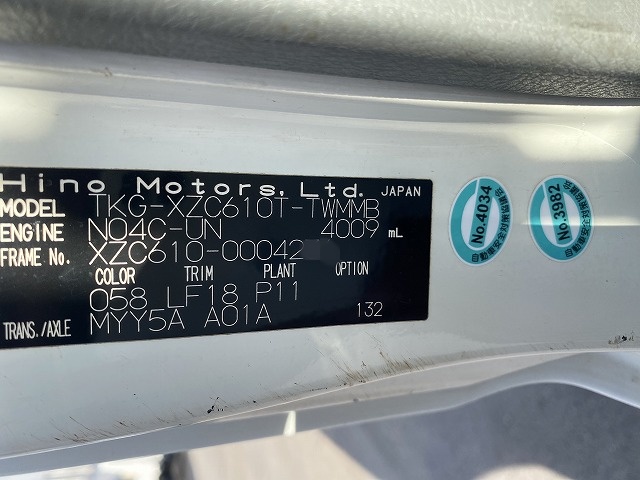 Hino Motors, Ltd. JAPAN
MODEL TKG-XZC610T-TWMMB
ENGINE N04C-UN 4009 mL
FRAME No. XZC610-00042
COLOR TRIM PLANT OPTION
058 LF18 P11
TRANS./AXLE MYY5A A01A 132
No.4034
No.3982